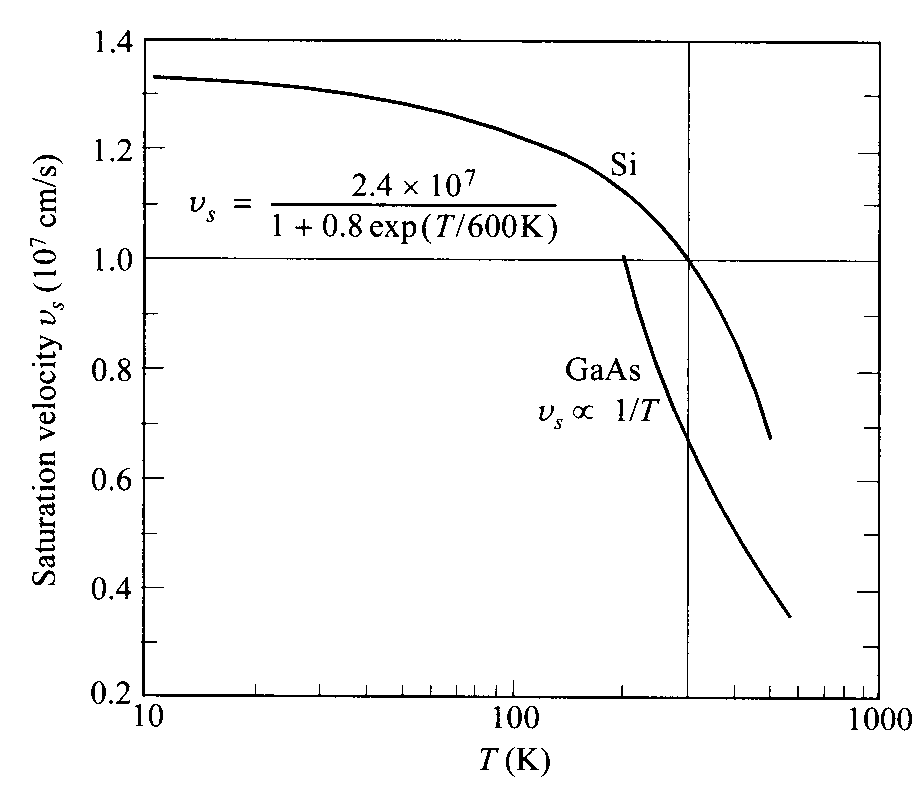 1.4
1.2
1.0
0.8
0.6
0.4
0.2
Saturation velocity υs (10⁷ cm/s)
Si
υs = 2.4 × 10⁷ / 1 + 0.8 exp(T/600K)
GaAs
υs ∝ 1/T
10
100
1000
T (K)